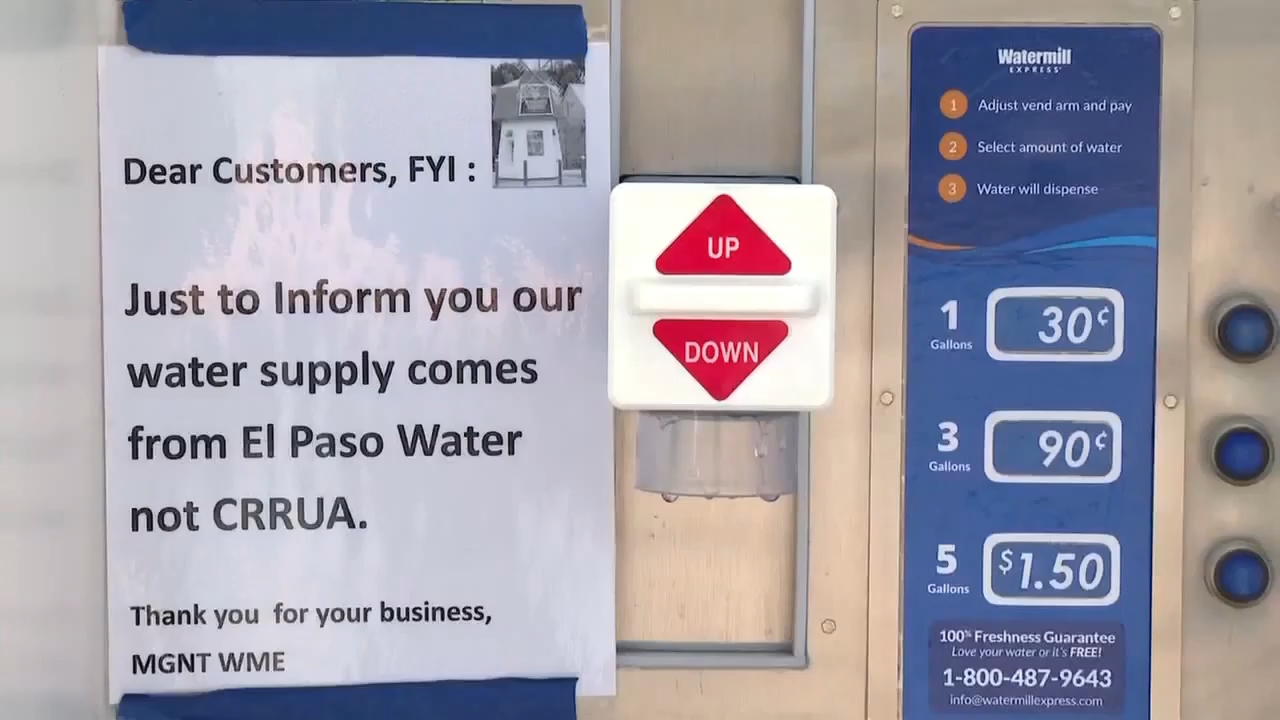 Dear Customers, FYI :
Just to Inform you our
water supply comes
from El Paso Water
not CRRUA.
Thank you for your business,
MGNT WME
UP
DOWN
Watermill
EXPRESS
1 Adjust vend arm and pay
2 Select amount of water
3 Water will dispense
1 30¢
Gallons
3 90¢
Gallons
5 $1.50
Gallons
100% Freshness Guarantee
Love your water or it's FREE!
1-800-487-9643
info@watermillexpress.com